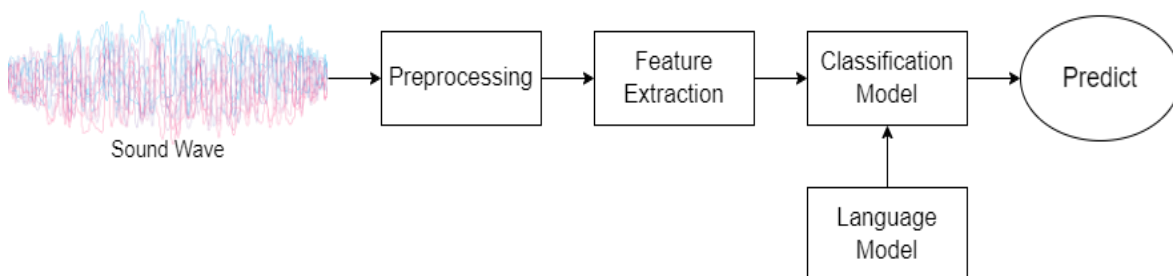 Sound Wave
Preprocessing
Feature
Extraction
Classification
Model
Predict
Language
Model